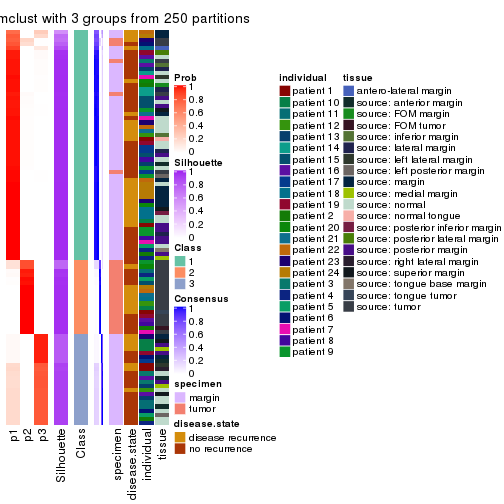 mclust with 3 groups from 250 partitions
Prob
1
0.8
0.6
0.4
0.2
0
Silhouette
1
0.8
0.6
0.4
0.2
0
Class
1
2
3
Consensus
1
0.8
0.6
0.4
0.2
0
specimen
margin
tumor
disease.state
disease recurrence
no recurrence
individual
patient 1
patient 10
patient 11
patient 12
patient 13
patient 14
patient 15
patient 16
patient 17
patient 18
patient 19
patient 2
patient 20
patient 21
patient 22
patient 23
patient 24
patient 3
patient 4
patient 5
patient 6
patient 7
patient 8
patient 9
tissue
antero-lateral margin
source: anterior margin
source: FOM margin
source: FOM tumor
source: inferior margin
source: lateral margin
source: left lateral margin
source: left posterior margin
source: margin
source: medial margin
source: normal
source: normal tongue
source: posterior inferior margin
source: posterior lateral margin
source: posterior margin
source: right lateral margin
source: superior margin
source: tongue base margin
source: tongue tumor
source: tumor
p1
p2
p3
Silhouette
Class
specimen
disease.state
individual
tissue